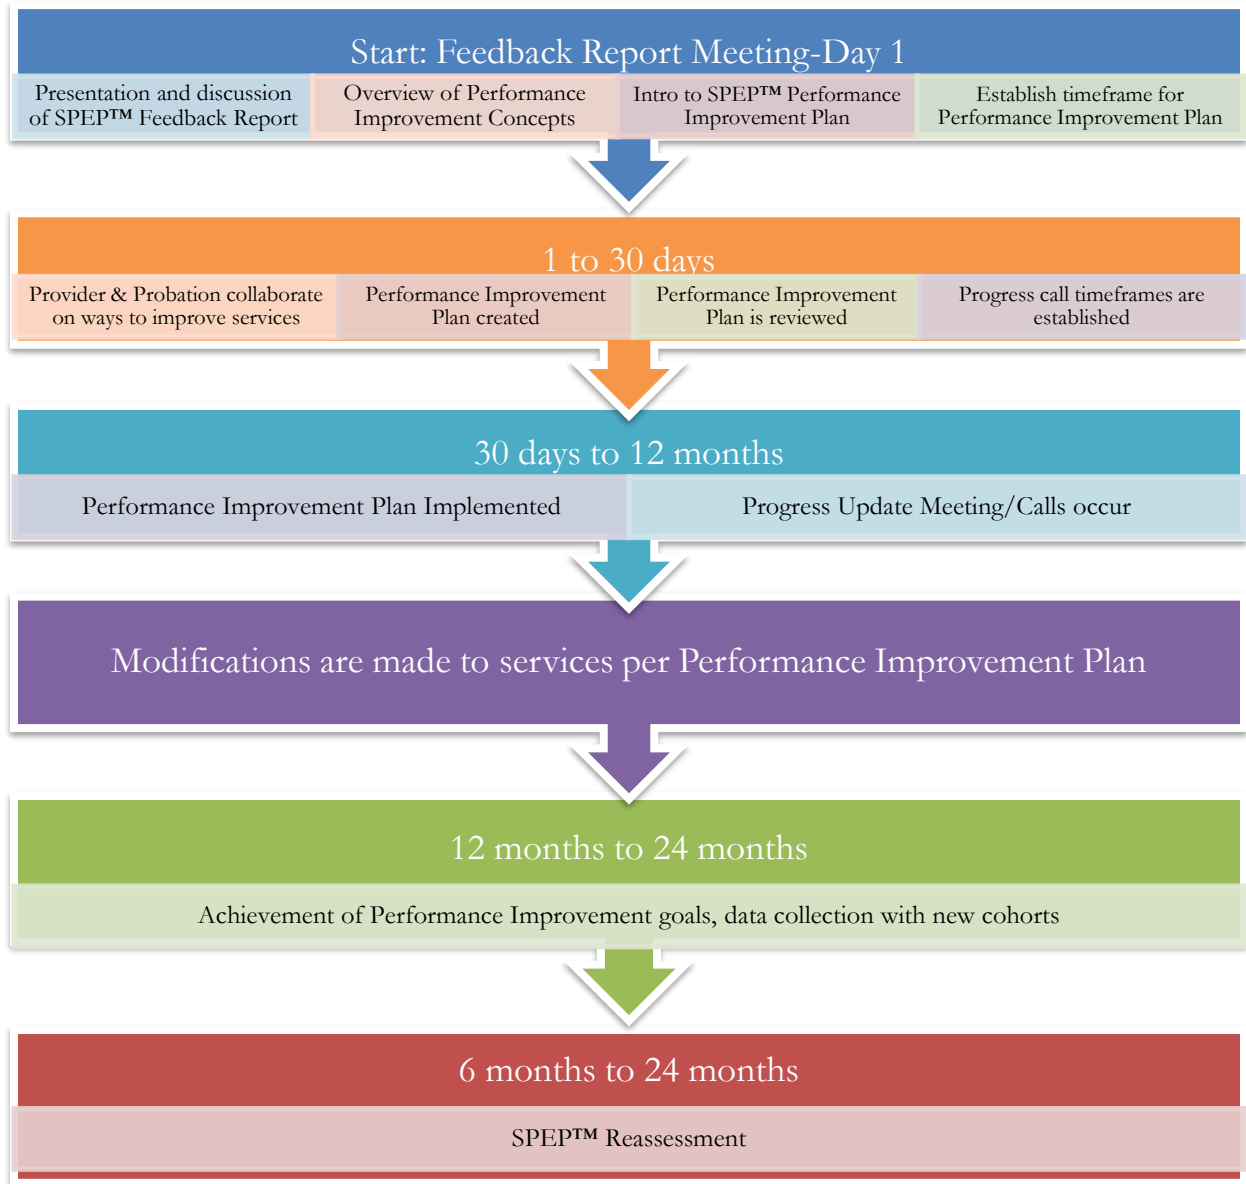 Start: Feedback Report Meeting-Day 1
Presentation and discussion
of SPEP™ Feedback Report
Overview of Performance
Improvement Concepts
Intro to SPEP™ Performance
Improvement Plan
Establish timeframe for
Performance Improvement Plan
1 to 30 days
Provider & Probation collaborate
on ways to improve services
Performance Improvement
Plan created
Performance Improvement
Plan is reviewed
Progress call timeframes are
established
30 days to 12 months
Performance Improvement Plan Implemented
Progress Update Meeting/Calls occur
Modifications are made to services per Performance Improvement Plan
12 months to 24 months
Achievement of Performance Improvement goals, data collection with new cohorts
6 months to 24 months
SPEP™ Reassessment